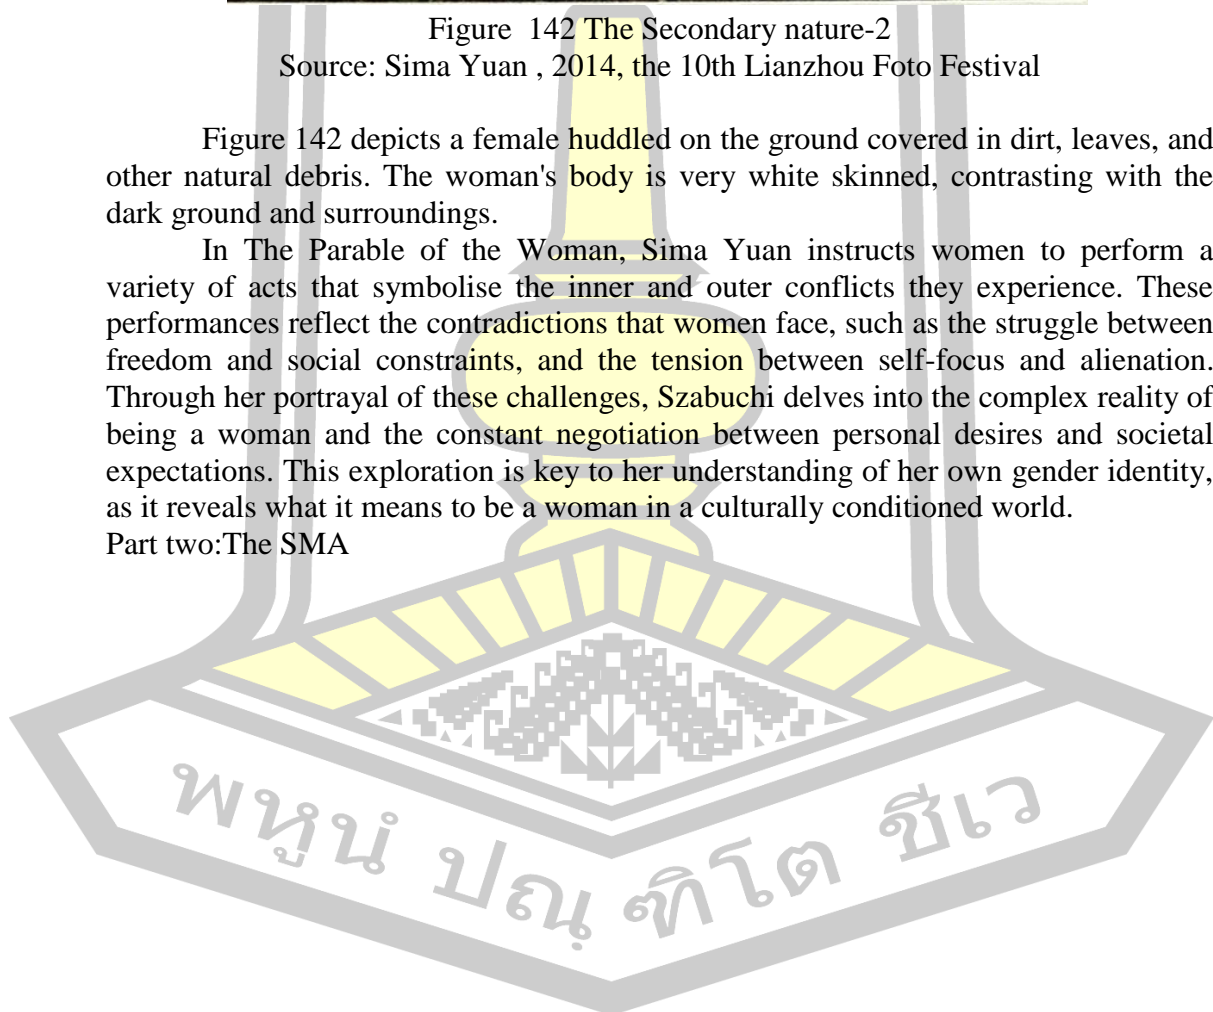 Figure 142 The Secondary nature-2
Source: Sima Yuan , 2014, the 10th Lianzhou Foto Festival
Figure 142 depicts a female huddled on the ground covered in dirt, leaves, and
other natural debris. The woman's body is very white skinned, contrasting with the
dark ground and surroundings.
In The Parable of the Woman, Sima Yuan instructs women to perform a
variety of acts that symbolise the inner and outer conflicts they experience. These
performances reflect the contradictions that women face, such as the struggle between
freedom and social constraints, and the tension between self-focus and alienation.
Through her portrayal of these challenges, Szabuchi delves into the complex reality of
being a woman and the constant negotiation between personal desires and societal
expectations. This exploration is key to her understanding of her own gender identity,
as it reveals what it means to be a woman in a culturally conditioned world.
Part two:The SMA
พหูนํ ปณฺฑิโต ชีเว